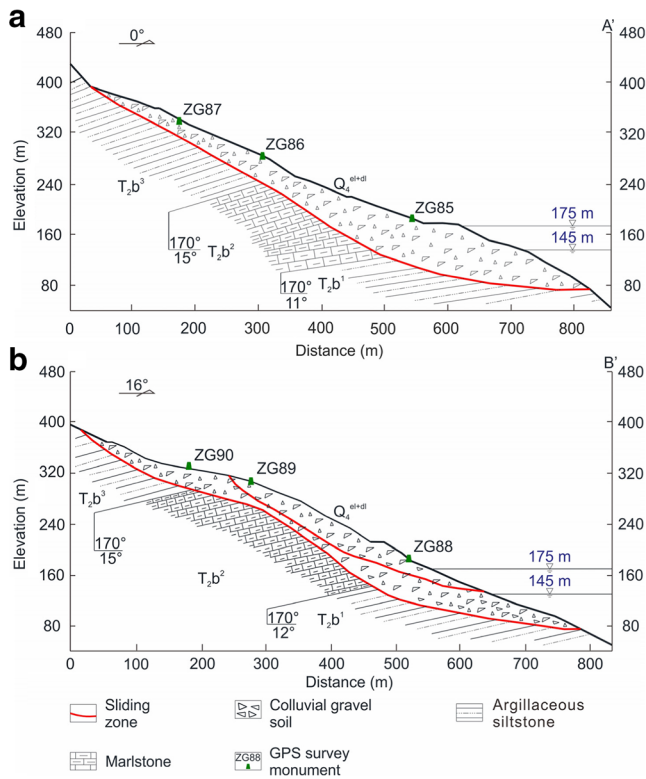 a
480
400
320
240
160
80
Elevation (m)
0°
A’
480
400
320
240
160
80
ZG87
ZG86
ZG85
Q₄ᵉˡ⁺ᵈˡ
175 m
145 m
T₂b³
170°
15°
T₂b²
170°
11°
T₂b¹
0 100 200 300 400 500 600 700 800
Distance (m)
b
480
400
320
240
160
80
Elevation (m)
16°
B’
480
400
320
240
160
80
ZG90
ZG89
ZG88
Q₄ᵉˡ⁺ᵈˡ
175 m
145 m
T₂b³
170°
15°
T₂b²
170°
12°
T₂b¹
0 100 200 300 400 500 600 700 800
Distance (m)
Sliding
zone
Colluvial gravel
soil
Argillaceous
siltstone
Marlstone
ZG88
GPS survey
monument